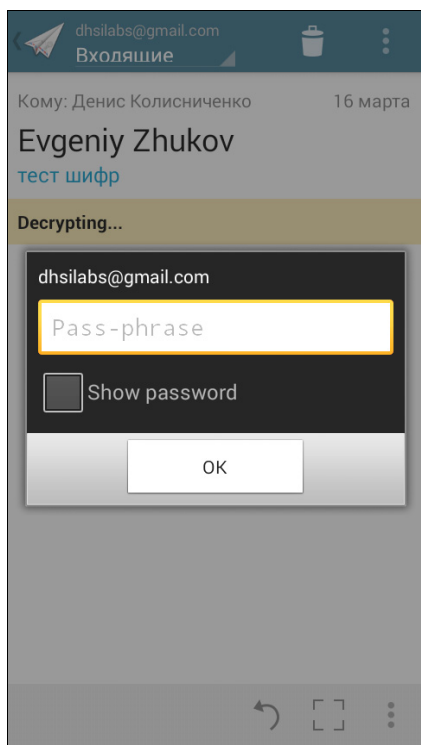 dhsilabs@gmail.com
Входящие
Кому: Денис Колисниченко 16 марта
Evgeniy Zhukov
тест шифр
Decrypting...
dhsilabs@gmail.com
Pass-phrase
Show password
OK